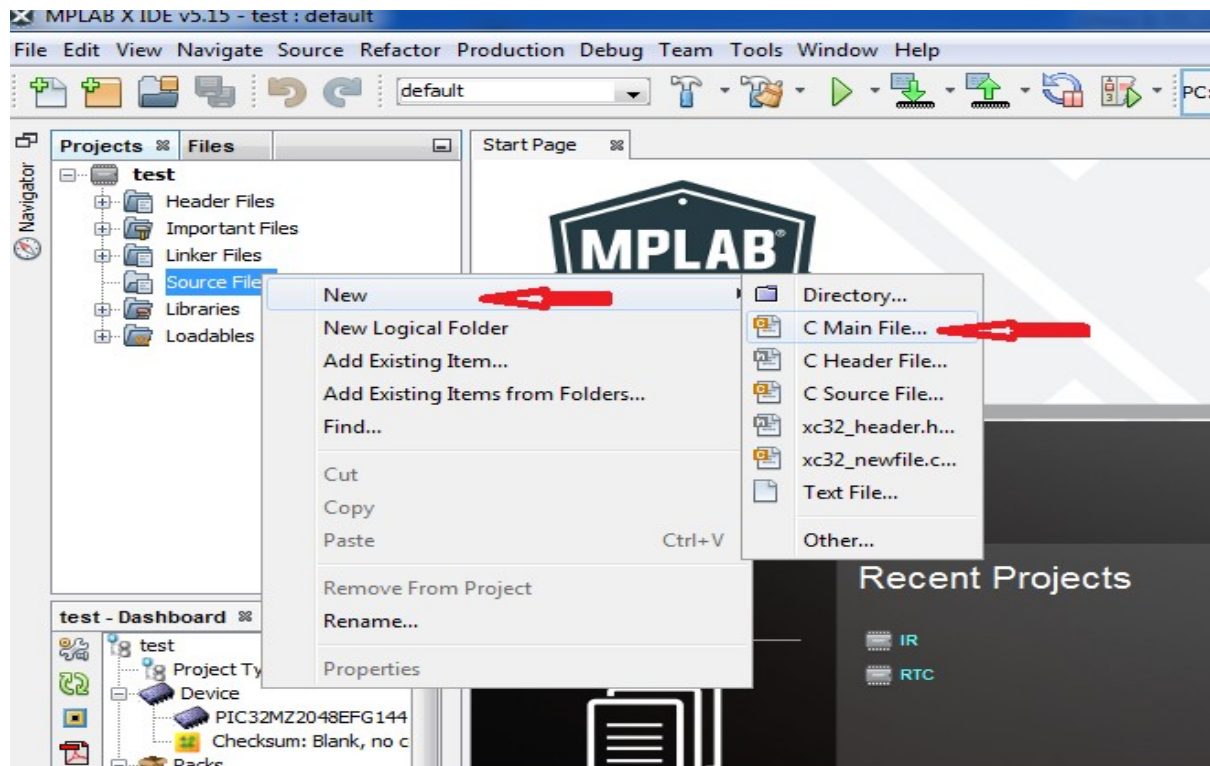 MPLAB X IDE v5.15 - test : default
File Edit View Navigate Source Refactor Production Debug Team Tools Window Help
default
PC:
Projects Files
Start Page
Navigator
test
Header Files
Important Files
Linker Files
Source File
Libraries
Loadables
MPLAB®
New
New Logical Folder
Add Existing Item...
Add Existing Items from Folders...
Find...
Cut
Copy
Paste Ctrl+V
Remove From Project
Rename...
Properties
Directory...
C Main File...
C Header File...
C Source File...
xc32_header.h...
xc32_newfile.c...
Text File...
Other...
Recent Projects
IR
RTC
test - Dashboard
test
Project Ty
Device
PIC32MZ2048EFG144
Checksum: Blank, no c
Packs